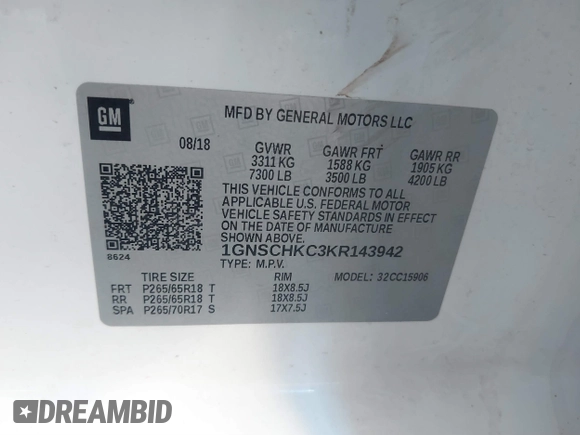 GM
MFD BY GENERAL MOTORS LLC
08/18 GVWR GAWR FRT GAWR RR
3311 KG 1588 KG 1905 KG
7300 LB 3500 LB 4200 LB
THIS VEHICLE CONFORMS TO ALL
APPLICABLE U.S. FEDERAL MOTOR
VEHICLE SAFETY STANDARDS IN EFFECT
ON THE DATE OF MANUFACTURE
SHOWN ABOVE.
8624 1GNSCHKC3KR143942
TYPE: M.P.V. MODEL: 32CC15906
TIRE SIZE RIM
FRT P265/65R18 T 18X8.5J
RR P265/65R18 T 18X8.5J
SPA P265/70R17 S 17X7.5J
DREAMBID